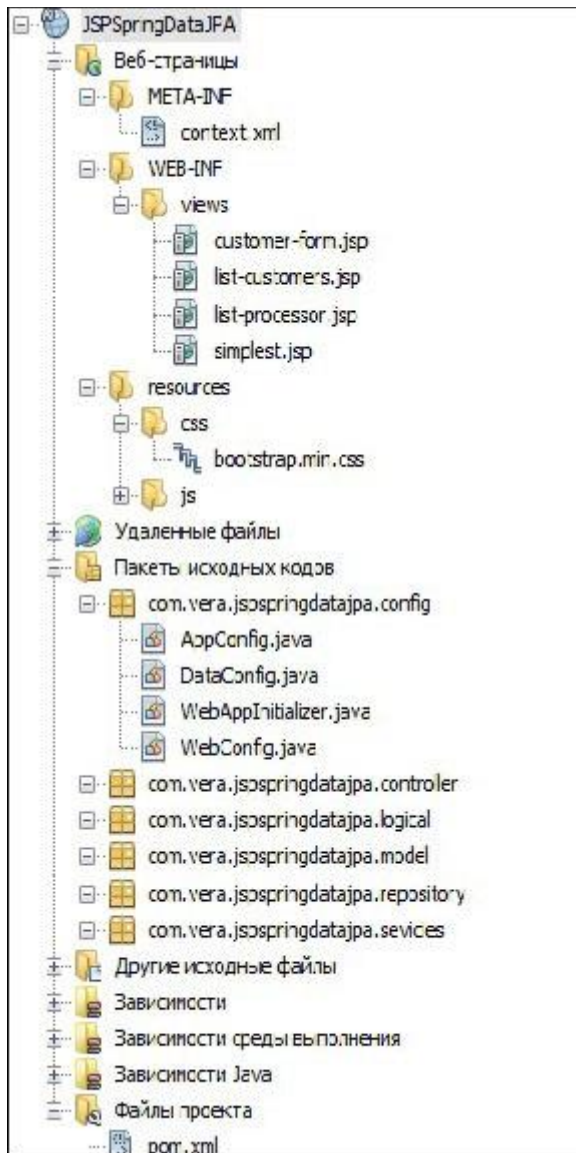 JSPSpringDataJPA
Веб-страницы
META-INF
context.xml
WEB-INF
views
customer-form.jsp
list-customers.jsp
list-processor.jsp
simplest.jsp
resources
css
bootstrap.min.css
js
Удаленные файлы
Пакеты исходных кодов
com.vera.jspspringdatajpa.config
AppConfig.java
DataConfig.java
WebAppInitializer.java
WebConfig.java
com.vera.jspspringdatajpa.controller
com.vera.jspspringdatajpa.logical
com.vera.jspspringdatajpa.model
com.vera.jspspringdatajpa.repository
com.vera.jspspringdatajpa.sevices
Другие исходные файлы
Зависимости
Зависимости среды выполнения
Зависимости Java
Файлы проекта
pom.xml